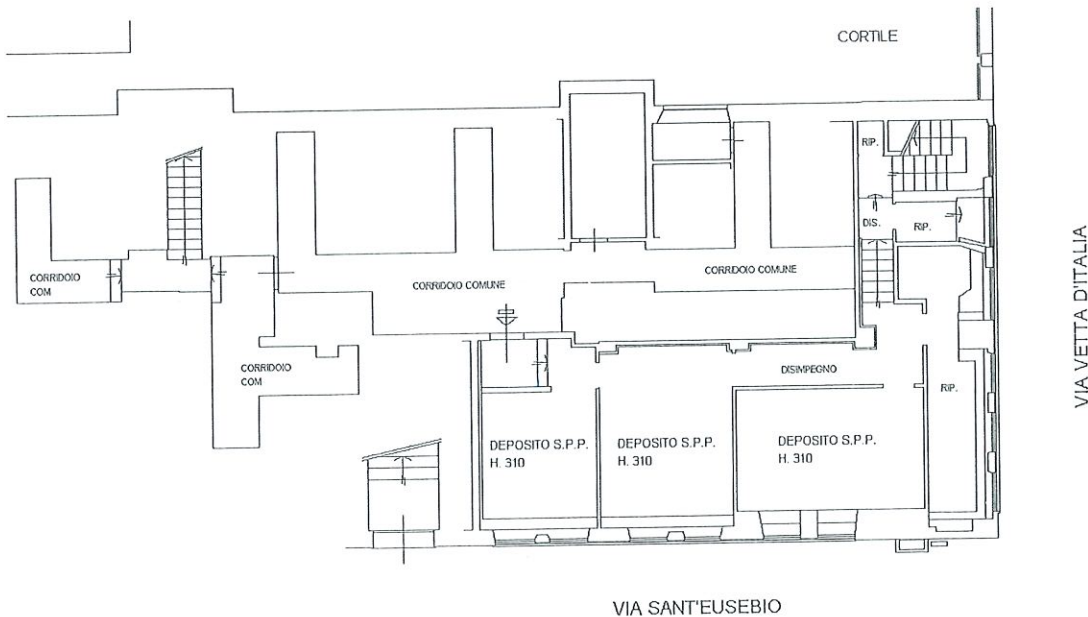 CORTILE
RIP.
DIS.
RIP.
VIA VETTA D'ITALIA
CORRIDOIO
COM
CORRIDOIO COMUNE
CORRIDOIO COMUNE
CORRIDOIO
COM
DISIMPEGNO
RIP.
DEPOSITO S.P.P.
H. 310
DEPOSITO S.P.P.
H. 310
DEPOSITO S.P.P.
H. 310
VIA SANT'EUSEBIO